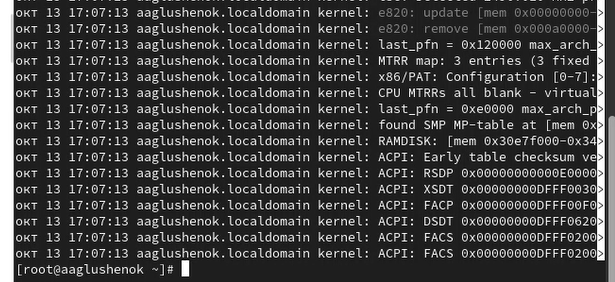 окт 13 17:07:13 aaglushenok.localdomain kernel: e820: update [mem 0x00000000->
окт 13 17:07:13 aaglushenok.localdomain kernel: e820: remove [mem 0x000a0000->
окт 13 17:07:13 aaglushenok.localdomain kernel: last_pfn = 0x120000 max_arch_>
окт 13 17:07:13 aaglushenok.localdomain kernel: MTRR map: 3 entries (3 fixed >
окт 13 17:07:13 aaglushenok.localdomain kernel: x86/PAT: Configuration [0-7]:>
окт 13 17:07:13 aaglushenok.localdomain kernel: CPU MTRRs all blank - virtual>
окт 13 17:07:13 aaglushenok.localdomain kernel: last_pfn = 0xe0000 max_arch_p>
окт 13 17:07:13 aaglushenok.localdomain kernel: found SMP MP-table at [mem 0x>
окт 13 17:07:13 aaglushenok.localdomain kernel: RAMDISK: [mem 0x30e7f000-0x34>
окт 13 17:07:13 aaglushenok.localdomain kernel: ACPI: Early table checksum ve>
окт 13 17:07:13 aaglushenok.localdomain kernel: ACPI: RSDP 0x00000000000E0000>
окт 13 17:07:13 aaglushenok.localdomain kernel: ACPI: XSDT 0x00000000DFFF0030>
окт 13 17:07:13 aaglushenok.localdomain kernel: ACPI: FACP 0x00000000DFFF00F0>
окт 13 17:07:13 aaglushenok.localdomain kernel: ACPI: DSDT 0x00000000DFFF0620>
окт 13 17:07:13 aaglushenok.localdomain kernel: ACPI: FACS 0x00000000DFFF0200>
окт 13 17:07:13 aaglushenok.localdomain kernel: ACPI: FACS 0x00000000DFFF0200>
[root@aaglushenok ~]#